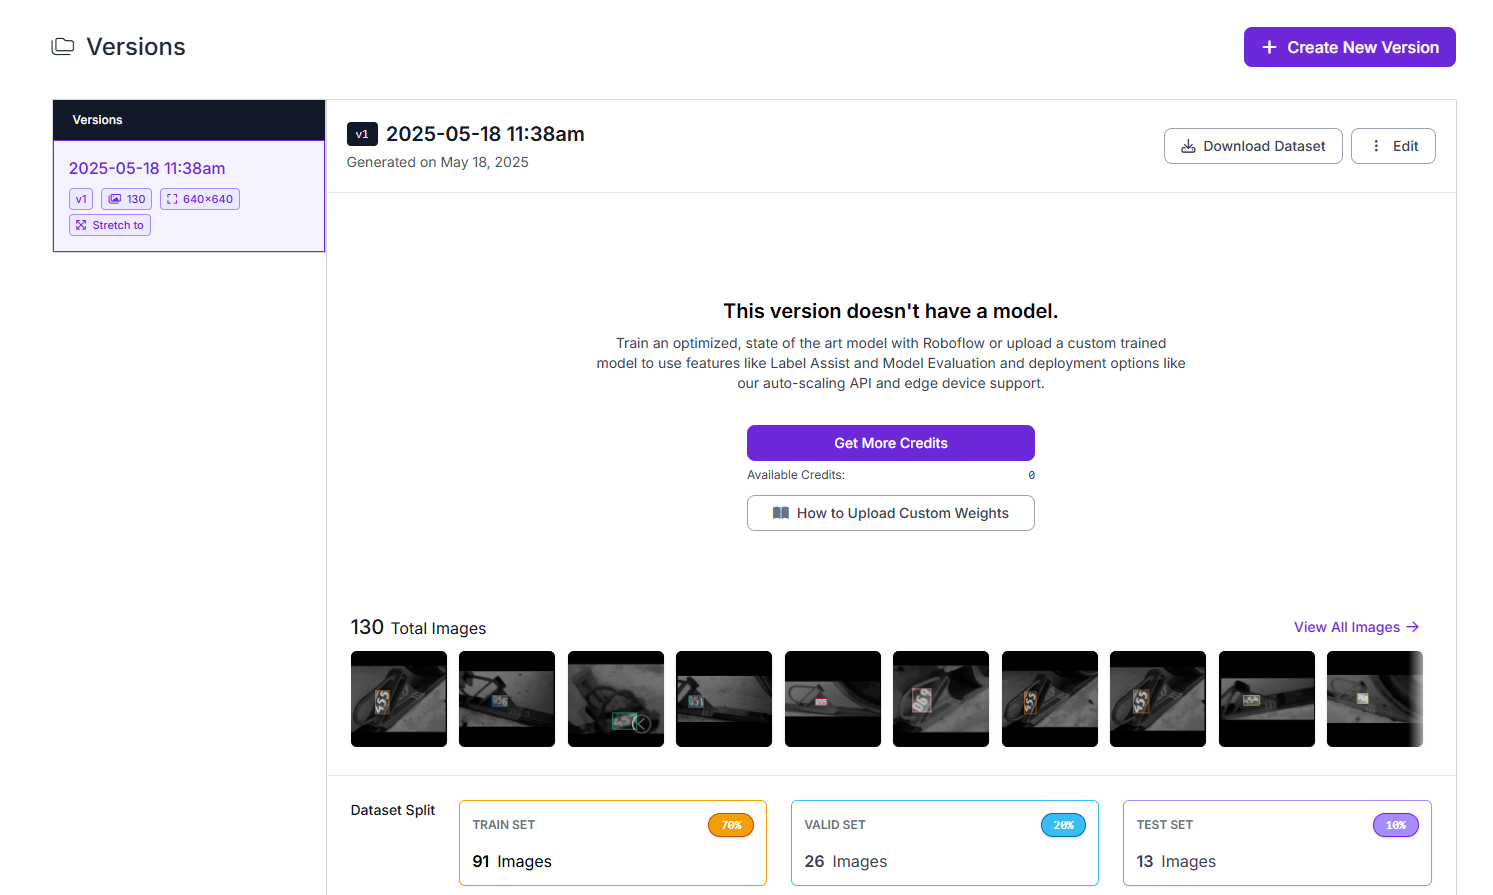 Versions
Create New Version
Versions
2025-05-18 11:38am
v1 130 640×640
Stretch to
v1 2025-05-18 11:38am
Generated on May 18, 2025
Download Dataset
Edit
This version doesn't have a model.
Train an optimized, state of the art model with Roboflow or upload a custom trained
model to use features like Label Assist and Model Evaluation and deployment options like
our auto-scaling API and edge device support.
Get More Credits
Available Credits: 0
How to Upload Custom Weights
130 Total Images
View All Images →
Dataset Split
TRAIN SET 70%
91 Images
VALID SET 20%
26 Images
TEST SET 10%
13 Images